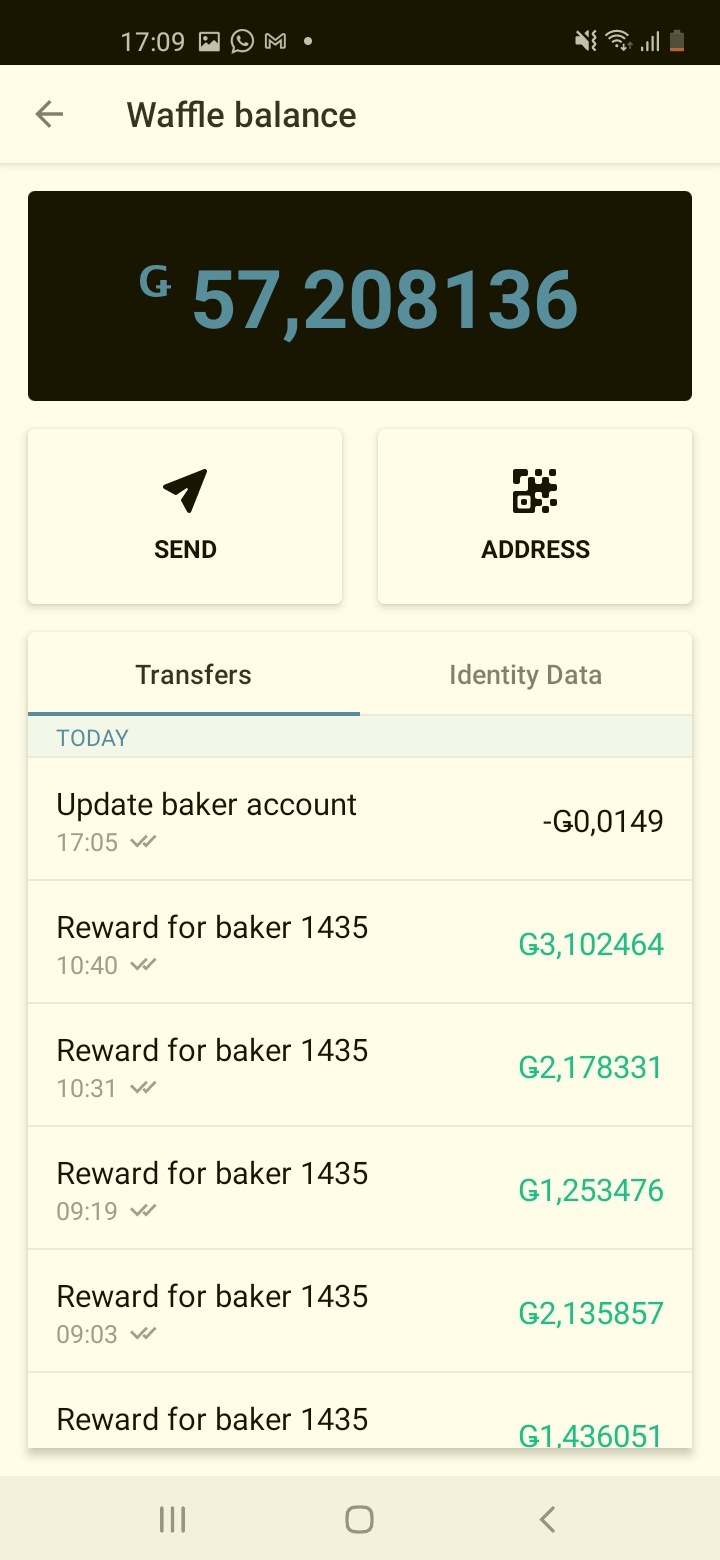 17:09
Waffle balance
Ǥ 57,208136
SEND
ADDRESS
Transfers
Identity Data
TODAY
Update baker account
-Ǥ0,0149
17:05
Reward for baker 1435
Ǥ3,102464
10:40
Reward for baker 1435
Ǥ2,178331
10:31
Reward for baker 1435
Ǥ1,253476
09:19
Reward for baker 1435
Ǥ2,135857
09:03
Reward for baker 1435
Ǥ1,436051